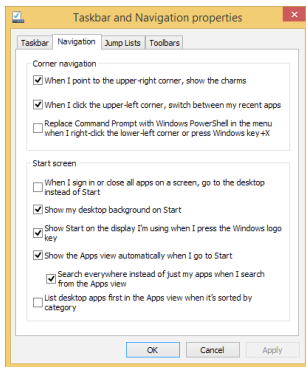 Taskbar and Navigation properties
Taskbar Navigation Jump Lists Toolbars
Corner navigation
When I point to the upper-right corner, show the charms
When I click the upper-left corner, switch between my recent apps
Replace Command Prompt with Windows PowerShell in the menu
when I right-click the lower-left corner or press Windows key+X
Start screen
When I sign in or close all apps on a screen, go to the desktop
instead of Start
Show my desktop background on Start
Show Start on the display I'm using when I press the Windows logo
key
Show the Apps view automatically when I go to Start
Search everywhere instead of just my apps when I search
from the Apps view
List desktop apps first in the Apps view when it's sorted by
category
OK Cancel Apply